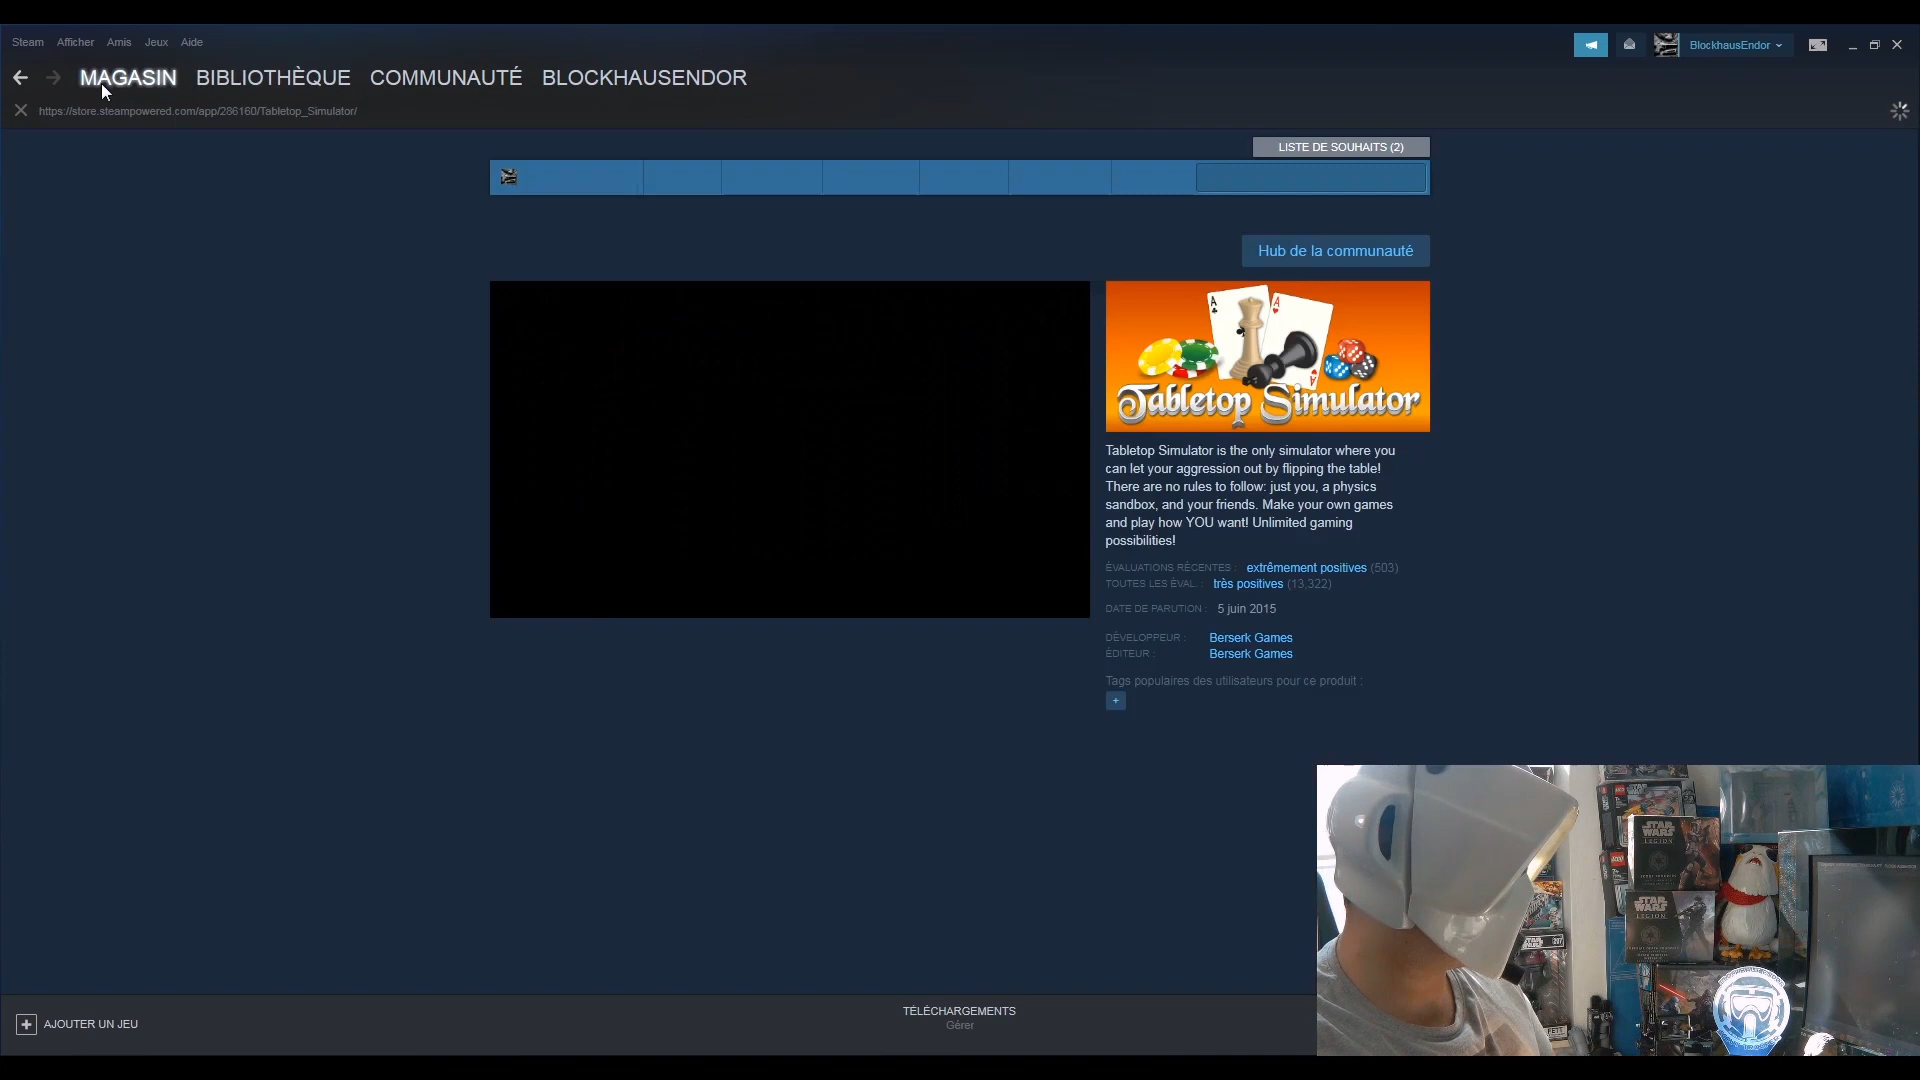 Steam Afficher Amis Jeux Aide
BlockhausEndor
MAGASIN BIBLIOTHÈQUE COMMUNAUTÉ BLOCKHAUSENDOR
https://store.steampowered.com/app/286160/Tabletop_Simulator/
LISTE DE SOUHAITS (2)
Hub de la communauté
Tabletop Simulator
Tabletop Simulator is the only simulator where you
can let your aggression out by flipping the table!
There are no rules to follow: just you, a physics
sandbox, and your friends. Make your own games
and play how YOU want! Unlimited gaming
possibilities!
ÉVALUATIONS RÉCENTES : extrêmement positives (503)
TOUTES LES ÉVAL. : très positives (13,322)
DATE DE PARUTION : 5 juin 2015
DÉVELOPPEUR : Berserk Games
ÉDITEUR : Berserk Games
Tags populaires des utilisateurs pour ce produit :
+
STAR WARS
LEGION
STAR WARS
LEGION
AJOUTER UN JEU
TÉLÉCHARGEMENTS
Gérer